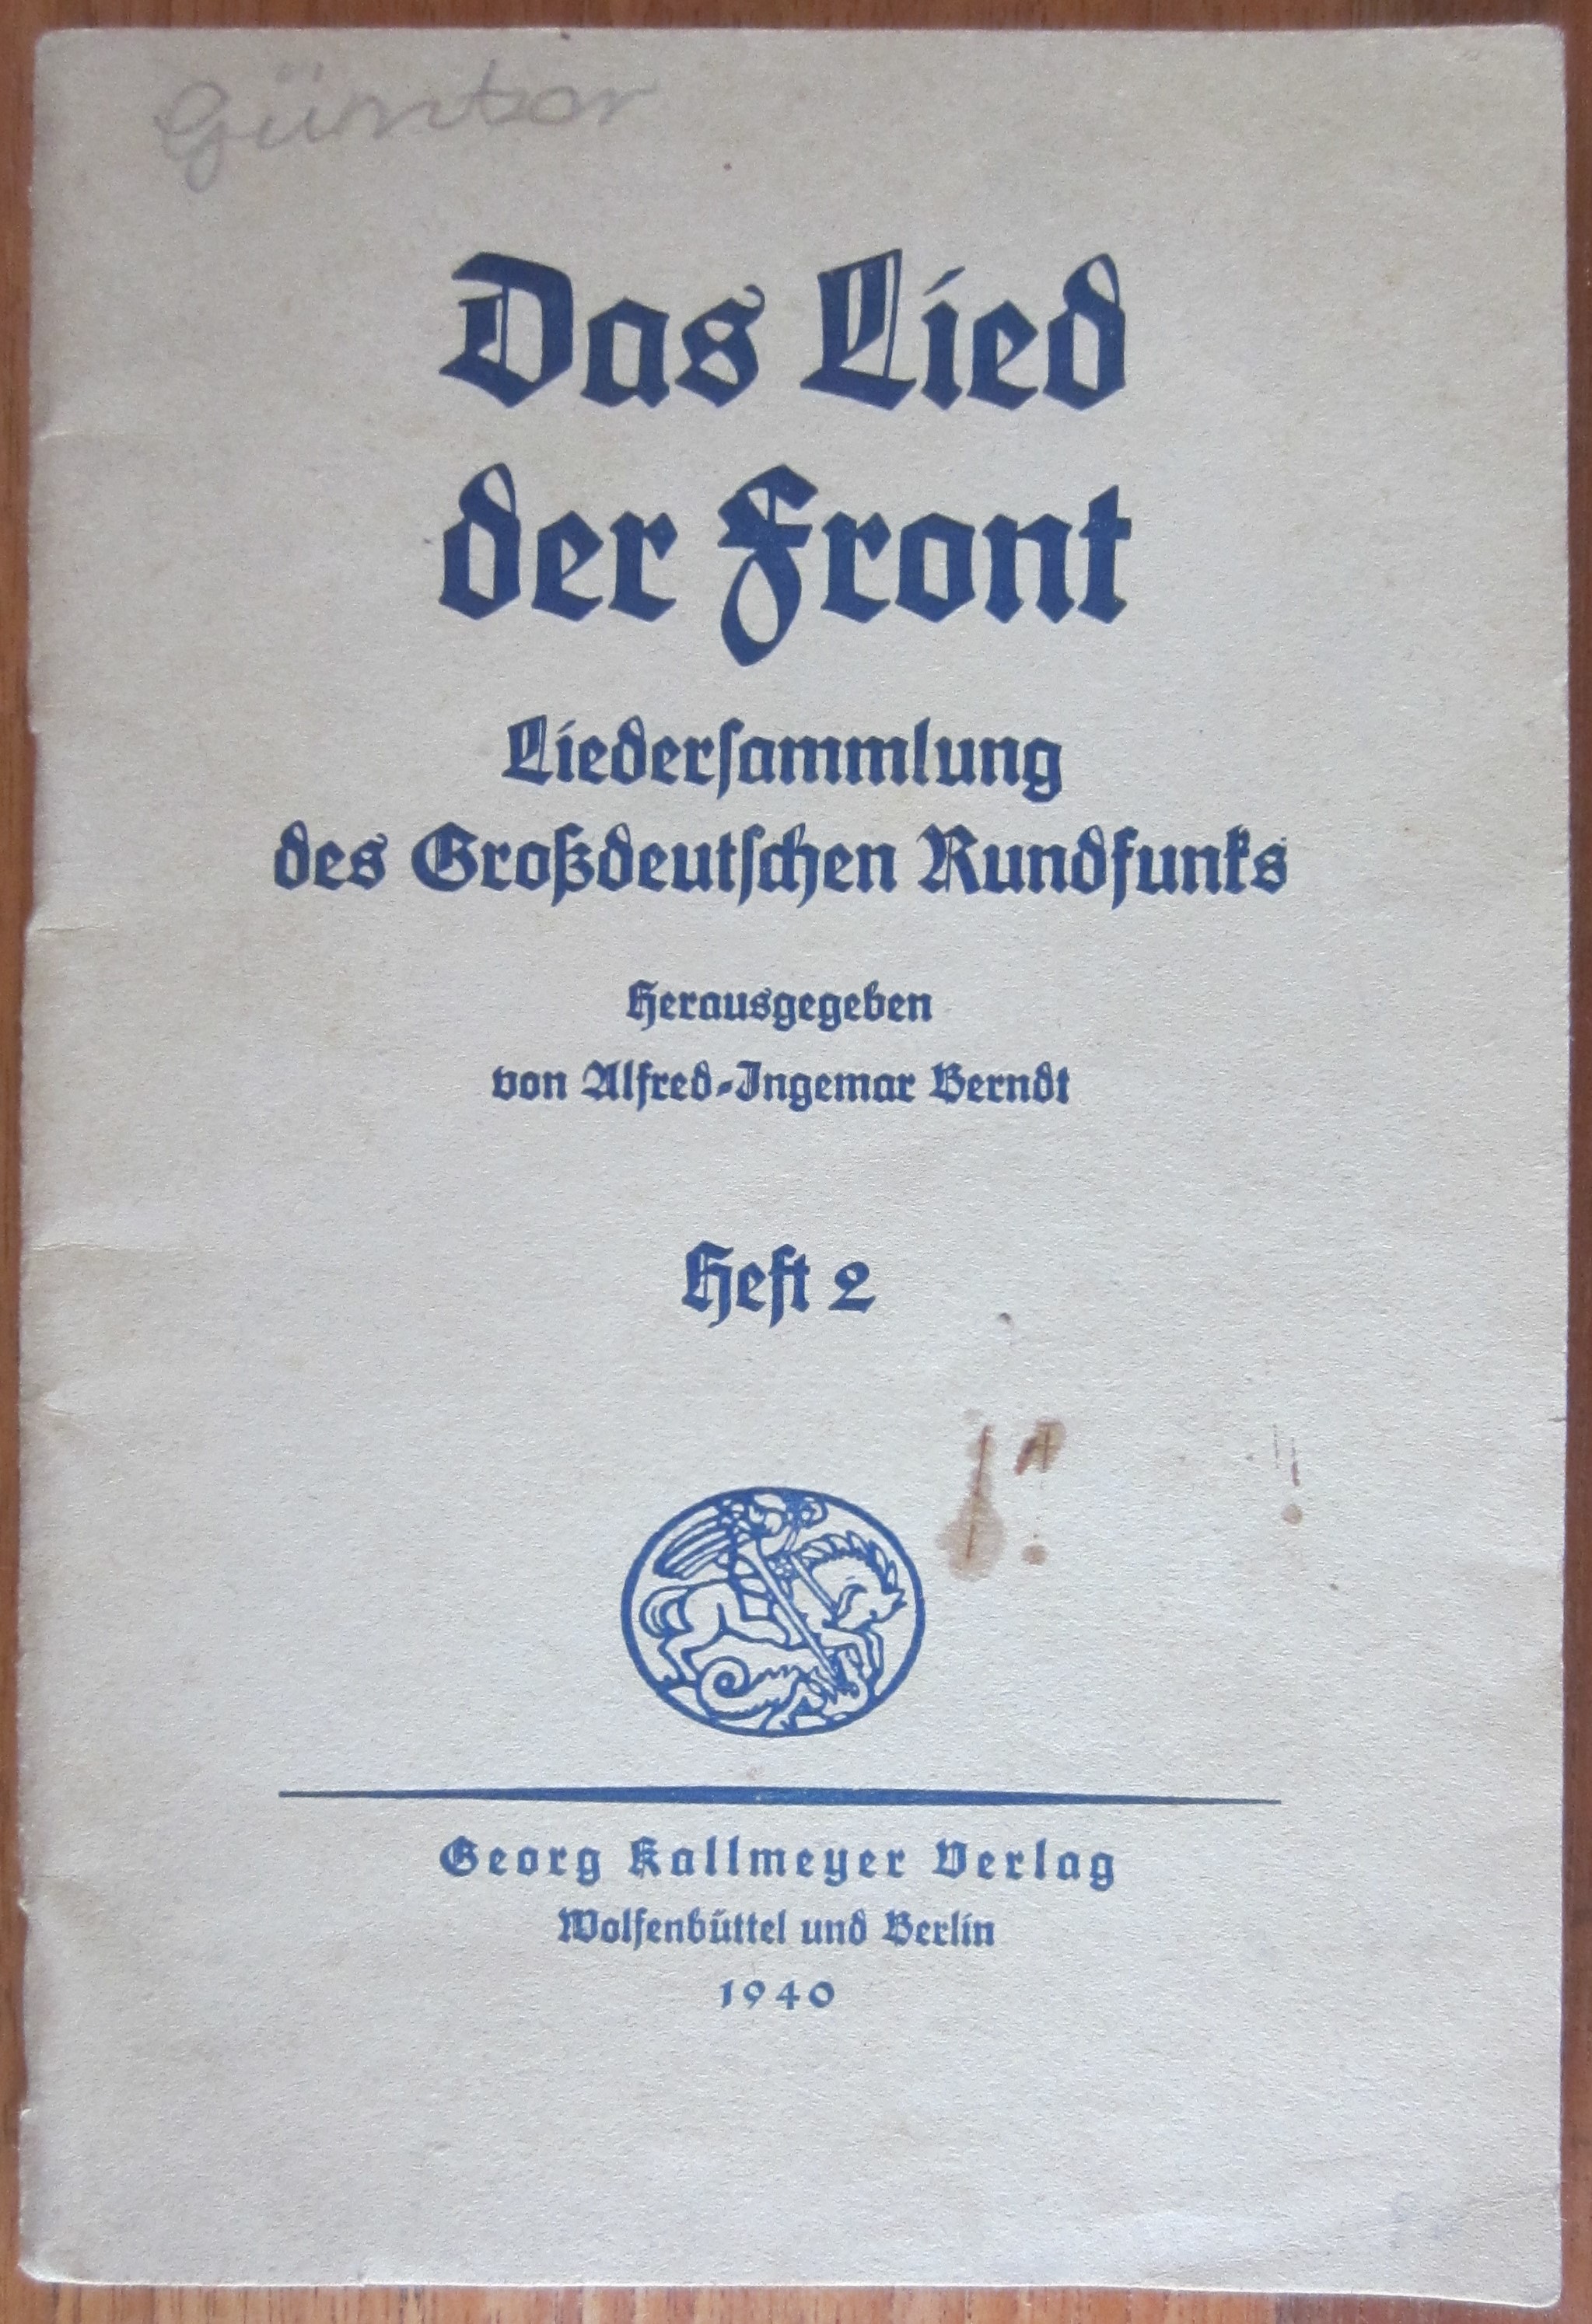 Güntzor
Das Lied
der Front
Liederſammlung
des Großdeutſchen Rundfunks
Herausgegeben
von Alfred-Ingemar Berndt
Heft 2
Georg Kallmeyer Verlag
Wolfenbüttel und Berlin
1940